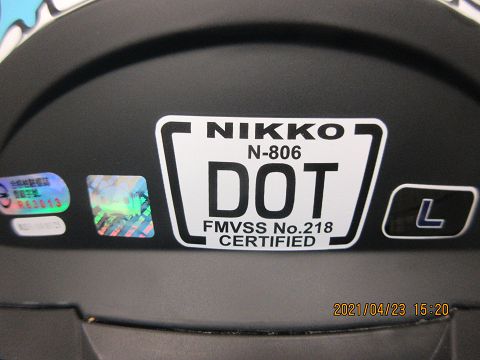 NIKKO
N-806
DOT
FMVSS No.218
CERTIFIED
L
2021/04/23 15:20